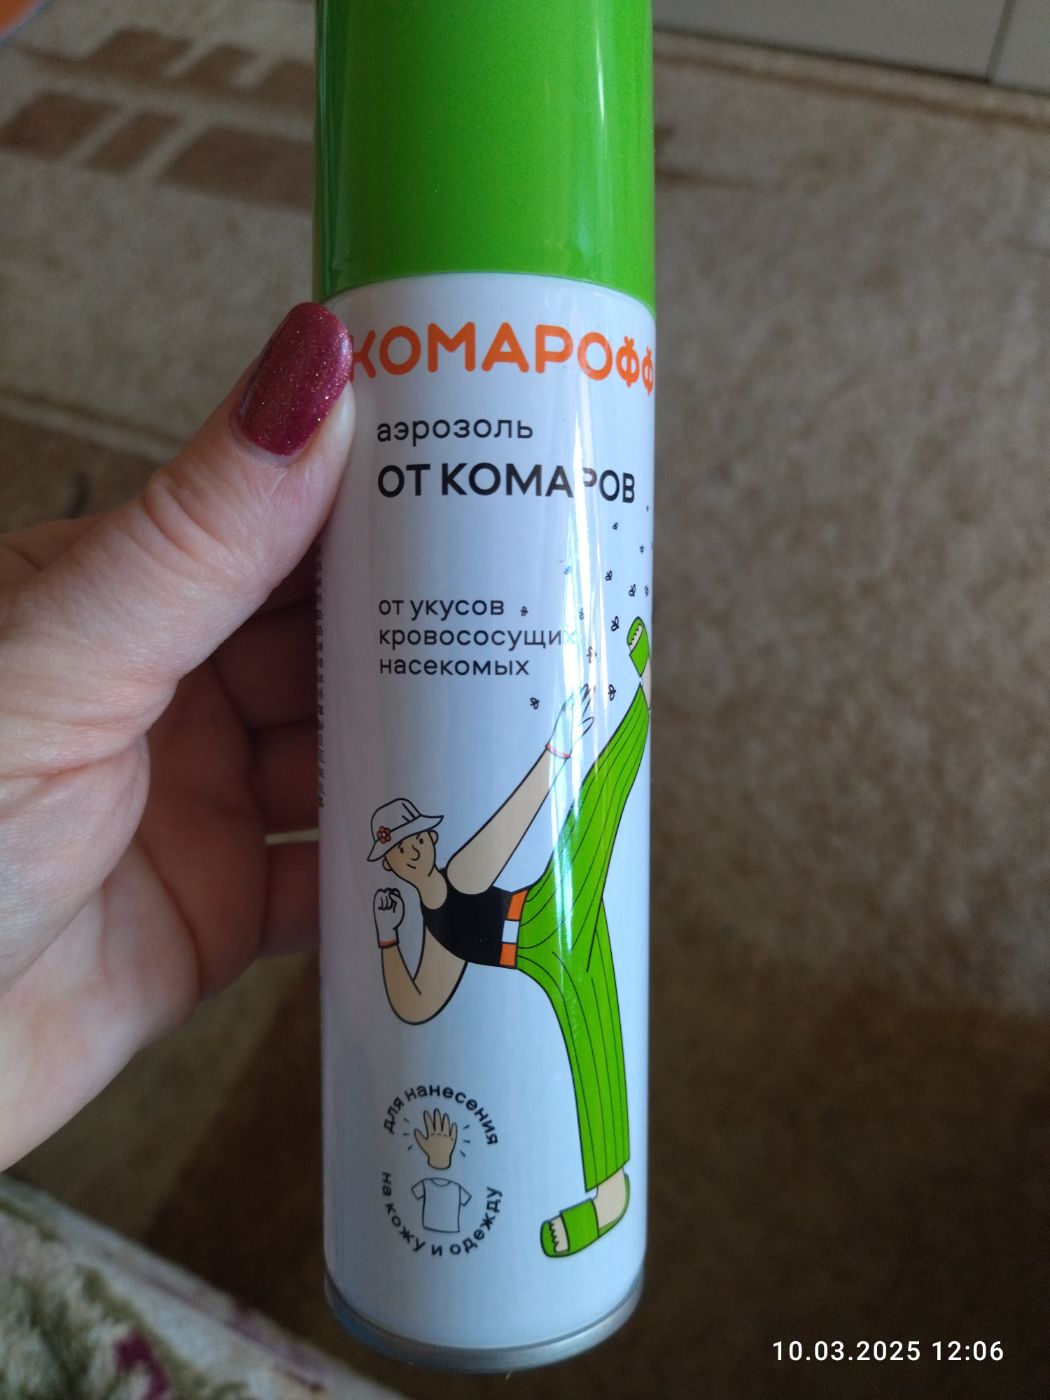 КОМАРОФФ
аэрозоль
ОТ КОМАРОВ
от укусов
кровососущих
насекомых
для нанесения
на кожу и одежду
10.03.2025 12:06